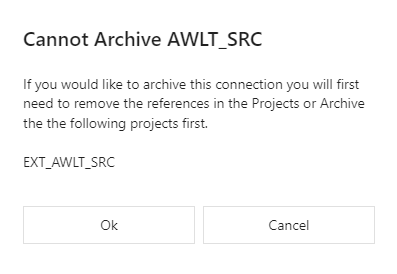 Cannot Archive AWLT_SRC
If you would like to archive this connection you will first
need to remove the references in the Projects or Archive
the the following projects first.
EXT_AWLT_SRC
Ok
Cancel